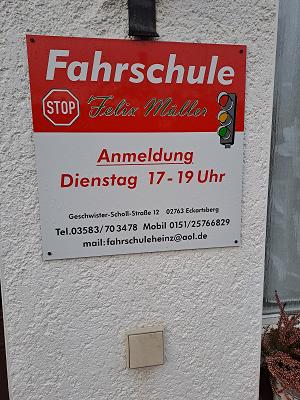 Fahrschule
STOP Felix Müller
Anmeldung
Dienstag 17-19 Uhr
Geschwister-Scholl-Straße 12 02763 Eckartsberg
Tel.03583/703478 Mobil 0151/25766829
mail:fahrschuleheinz@aol.de